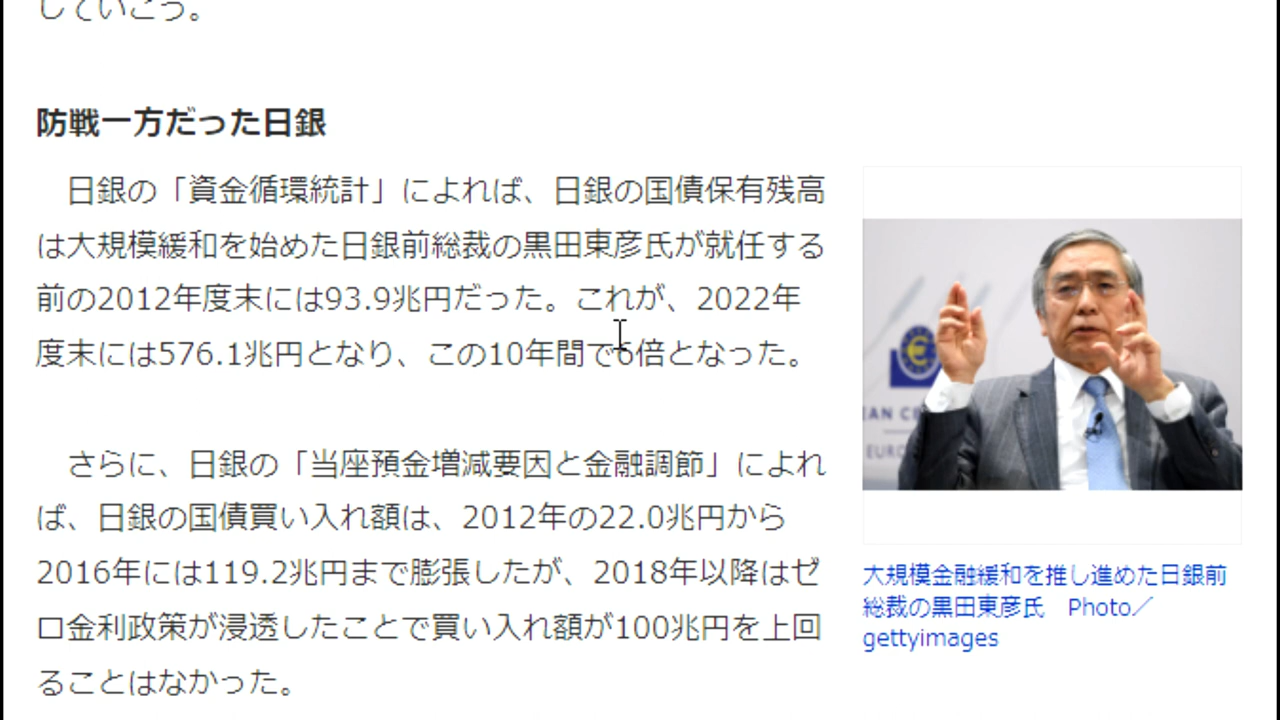 していこう。
防戦一方だった日銀
日銀の「資金循環統計」によれば、日銀の国債保有残高
は大規模緩和を始めた日銀前総裁の黒田東彦氏が就任する
前の2012年度末には93.9兆円だった。これが、2022年
度末には576.1兆円となり、この10年間で6倍となった。
さらに、日銀の「当座預金増減要因と金融調節」によれ
ば、日銀の国債買い入れ額は、2012年の22.0兆円から
2016年には119.2兆円まで膨張したが、2018年以降はゼ
ロ金利政策が浸透したことで買い入れ額が100兆円を上回
ることはなかった。
EAN CE
EURO
大規模金融緩和を推し進めた日銀前
総裁の黒田東彦氏　Photo／
gettyimages